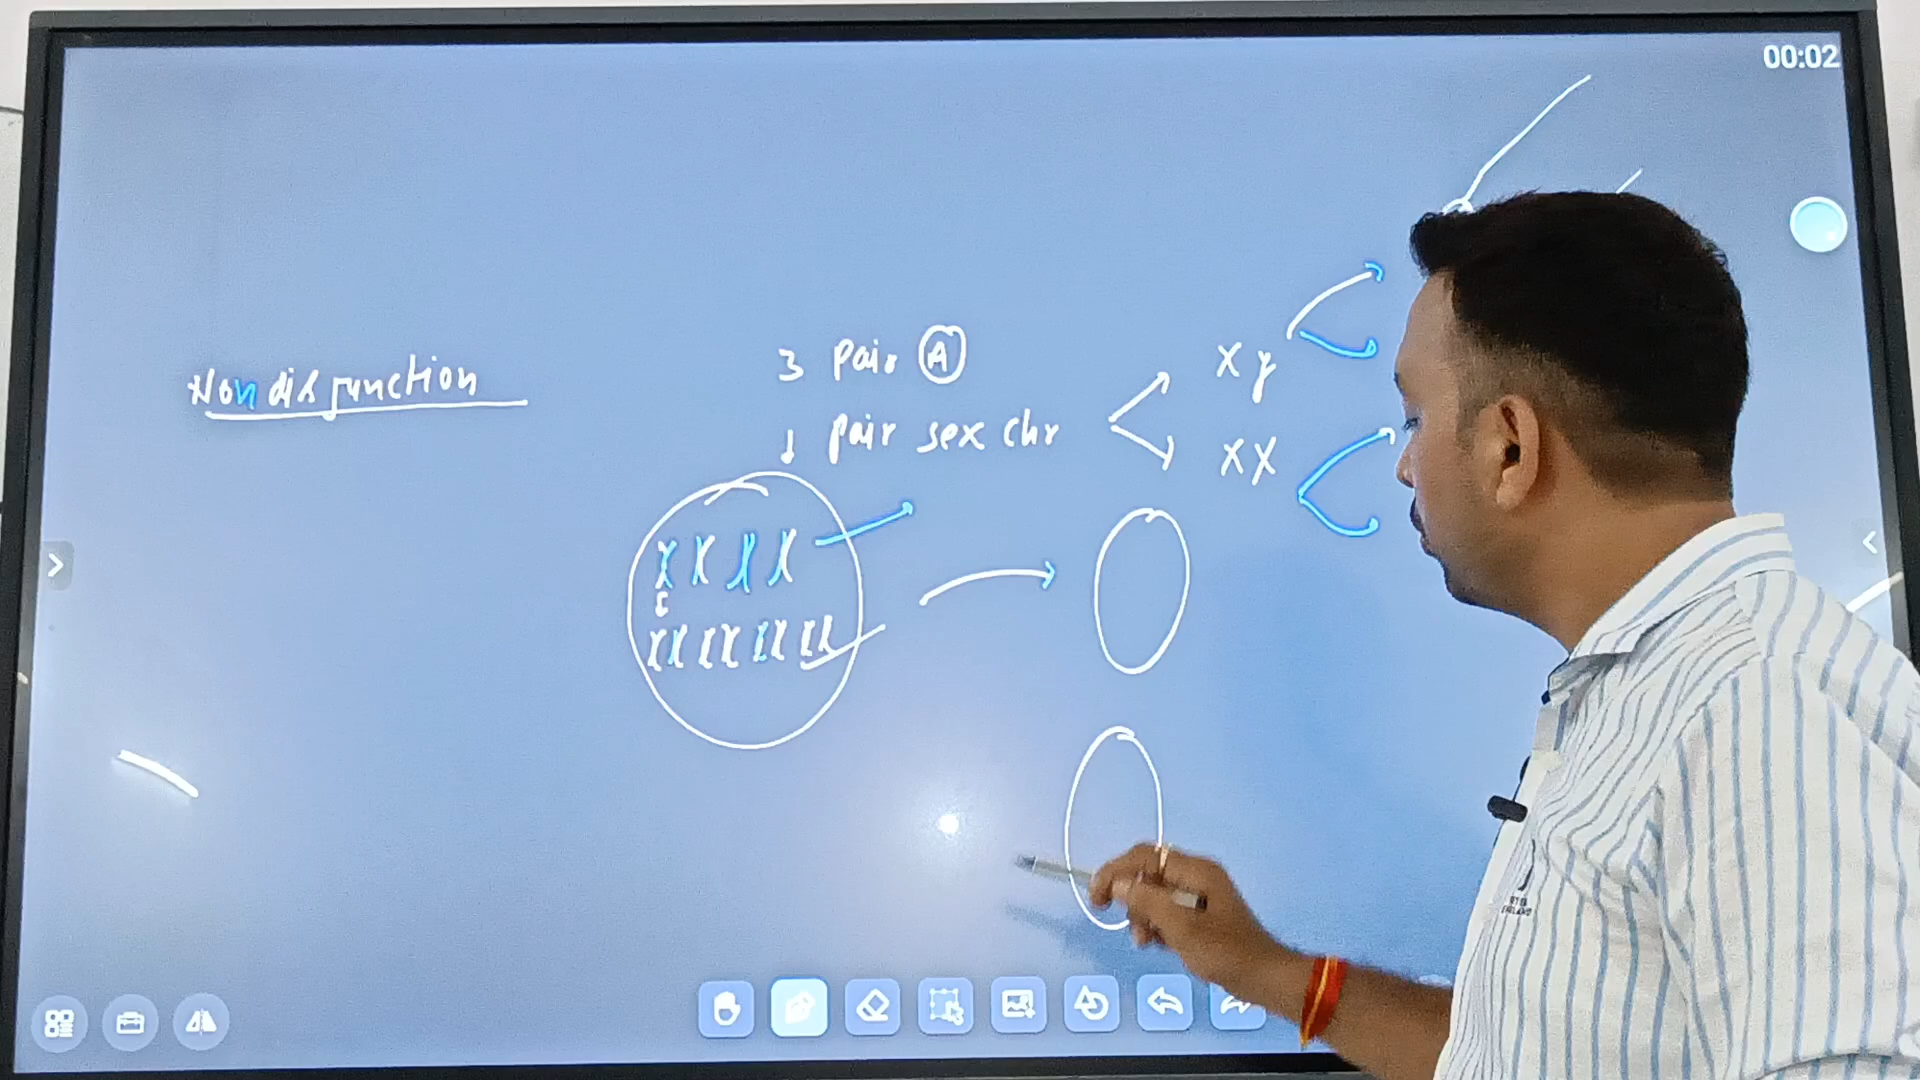 00:02
Non disjunction
3 pair A
1 pair sex chr
Xy
XX